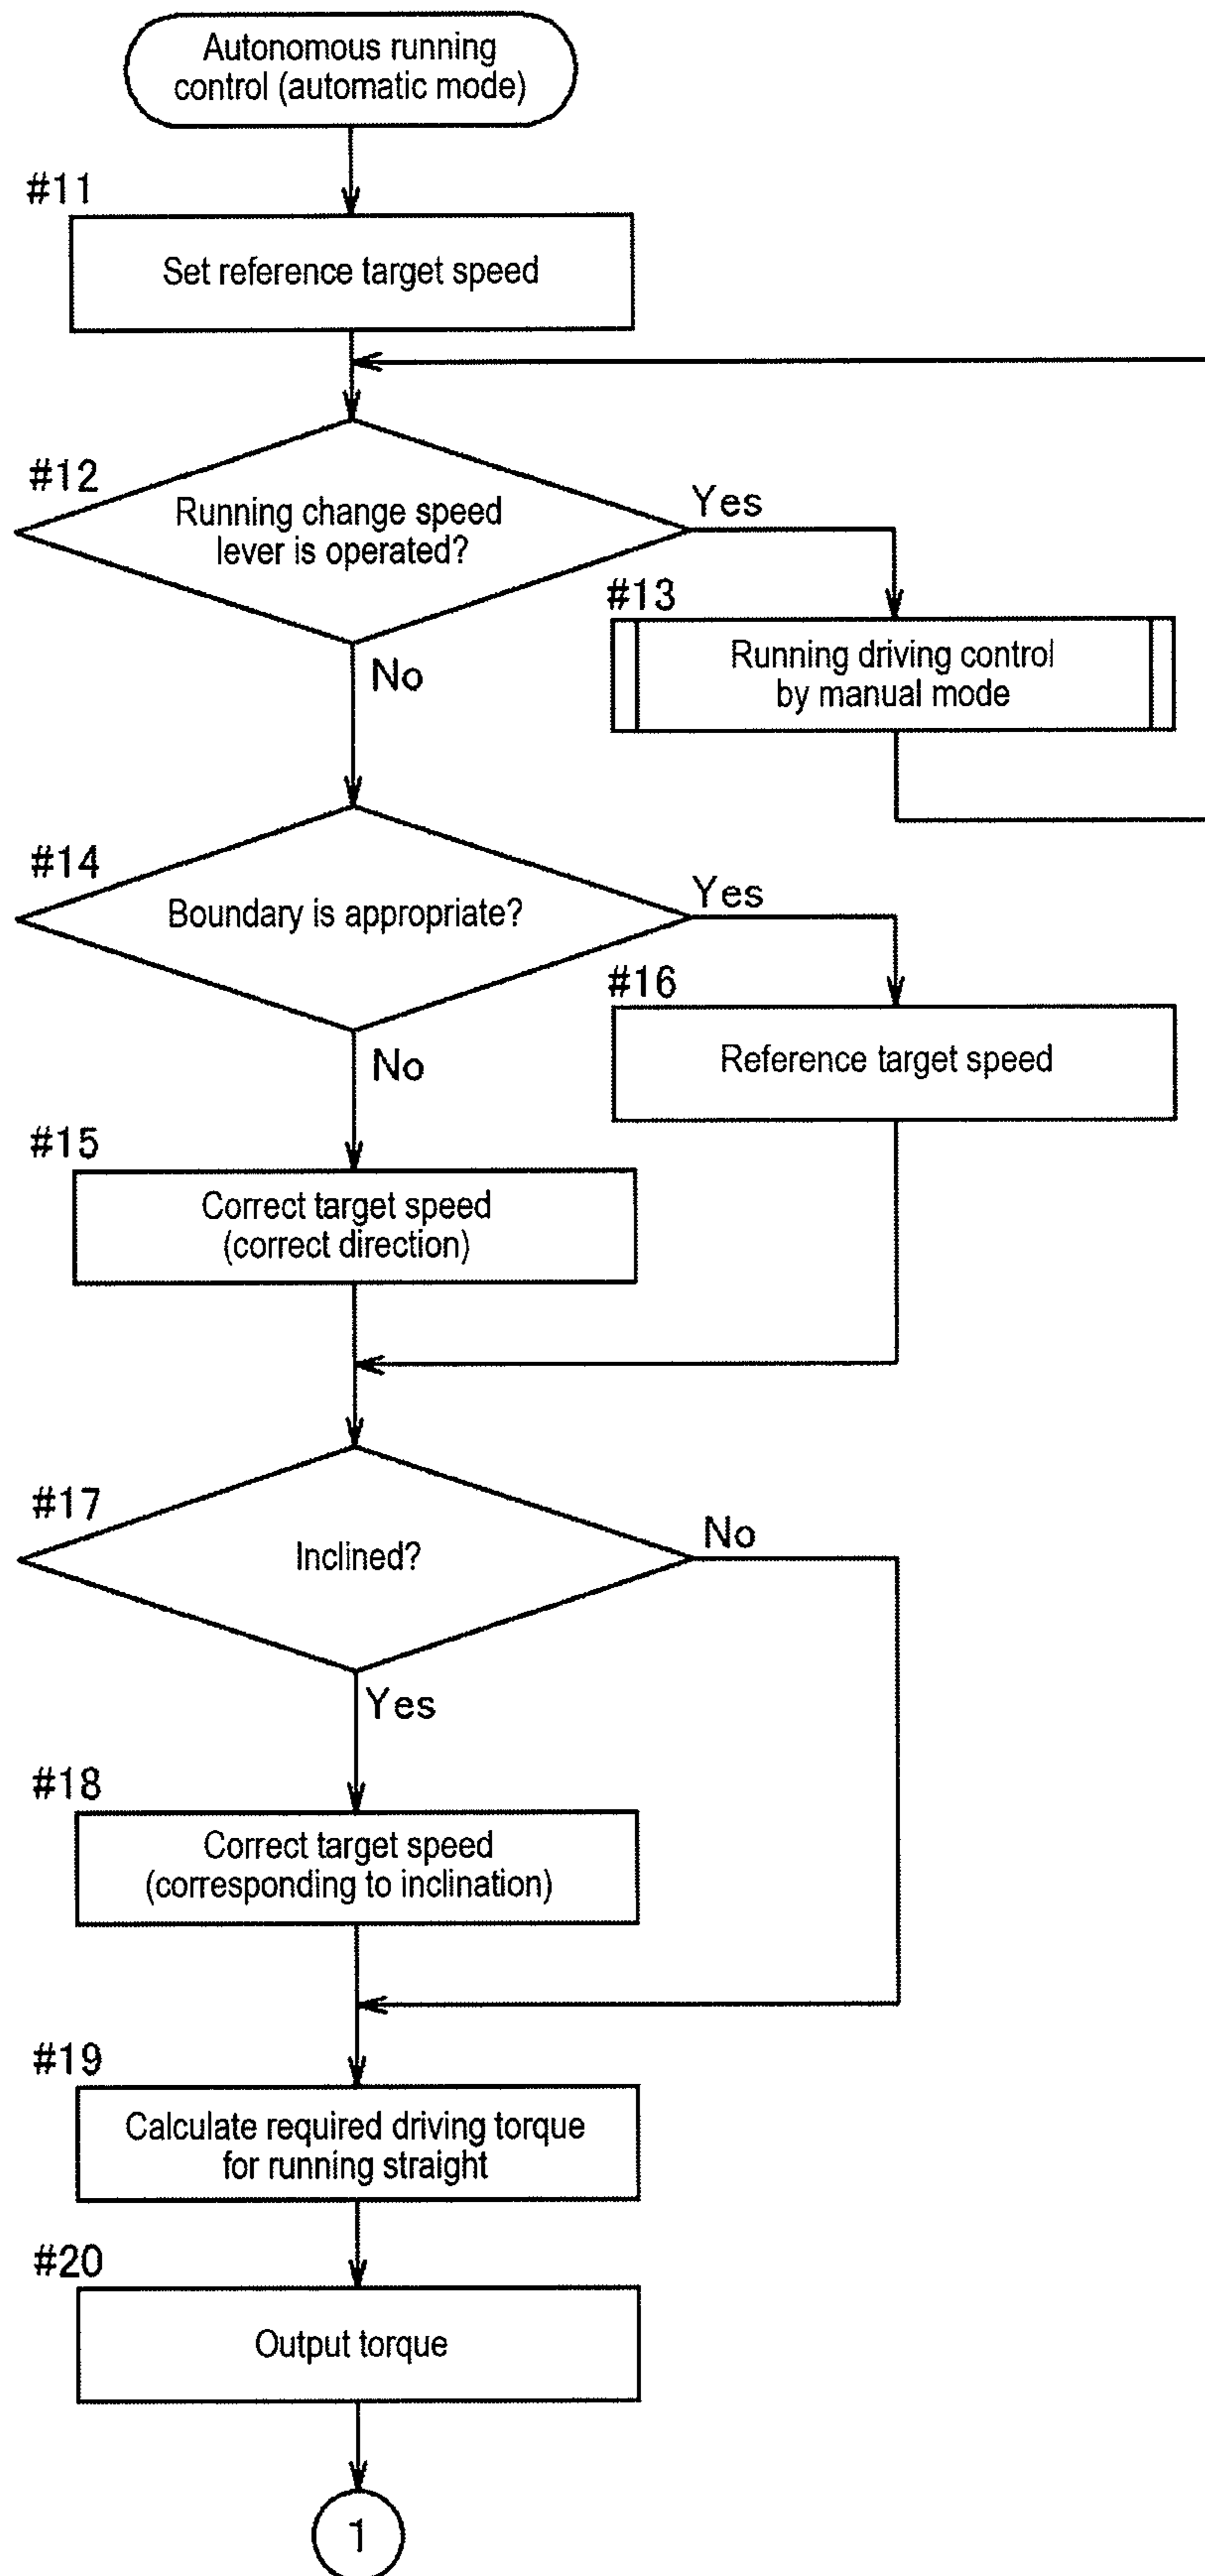 Autonomous running
control (automatic mode)
#11
Set reference target speed
#12
Running change speed
lever is operated?
Yes
#13
Running driving control
by manual mode
No
#14
Boundary is appropriate?
Yes
#16
Reference target speed
No
#15
Correct target speed
(correct direction)
#17
Inclined?
No
Yes
#18
Correct target speed
(corresponding to inclination)
#19
Calculate required driving torque
for running straight
#20
Output torque
1